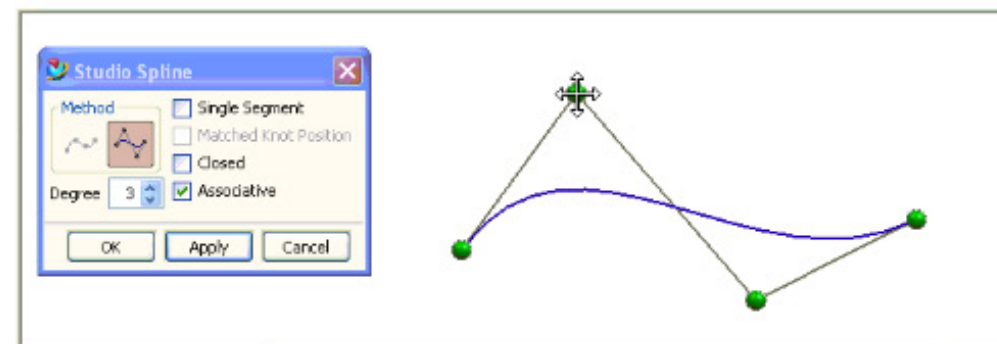 Studio Spline
Method
Single Segment
Matched Knot Position
Closed
Degree 3
Associative
OK Apply Cancel